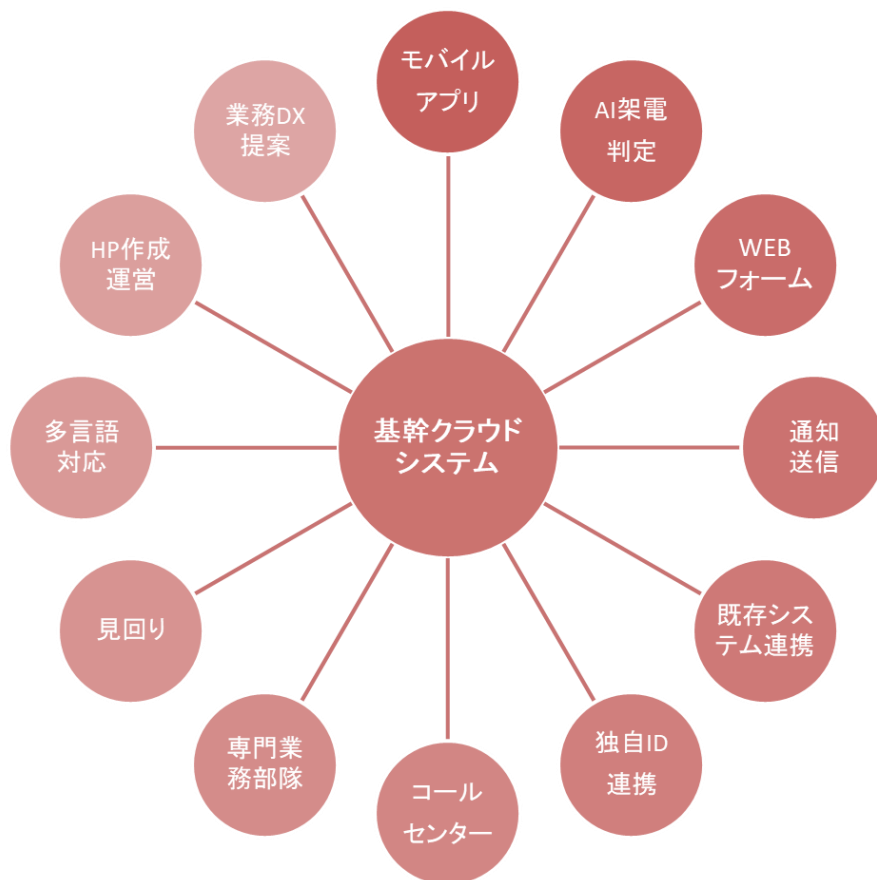 モバイル
アプリ
AI架電
判定
WEB
フォーム
通知
送信
既存シス
テム連携
独自ID
連携
コール
センター
専門業
務部隊
見回り
多言語
対応
HP作成
運営
業務DX
提案
基幹クラウド
システム